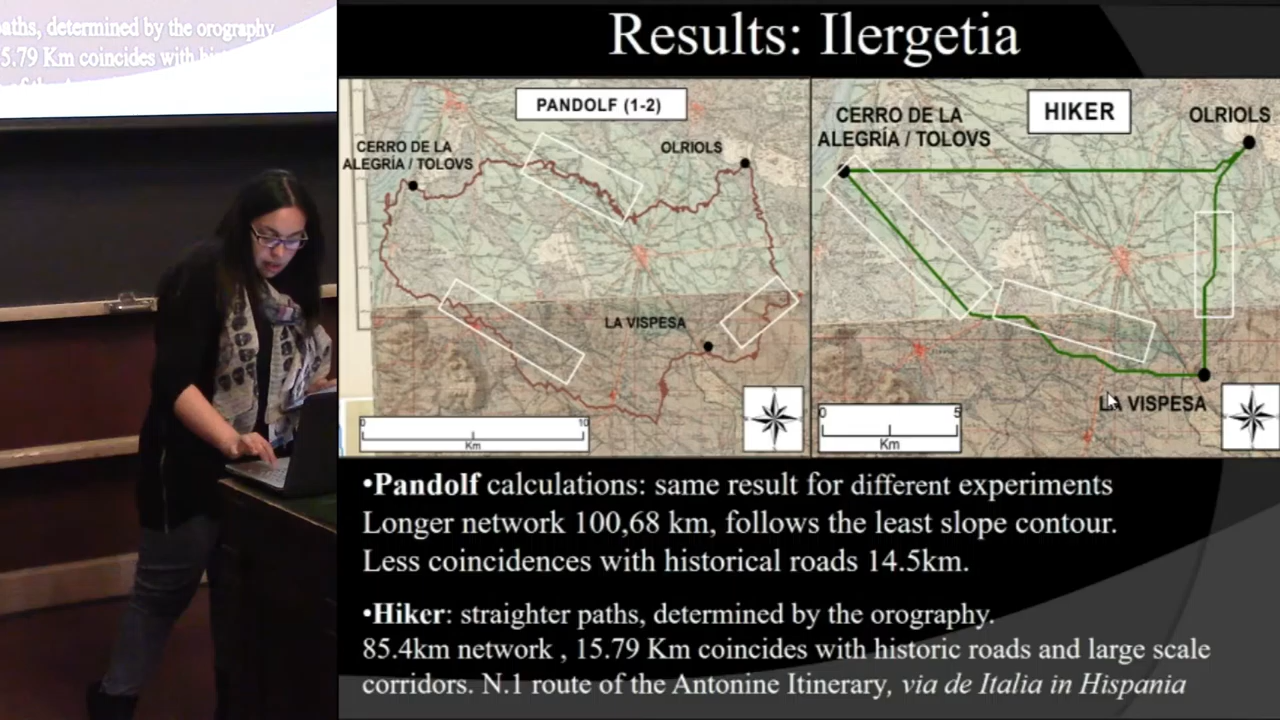 aths, determined by the orography
5.79 Km coincides with
Results: Ilergetia
PANDOLF (1-2)
CERRO DE LA
ALEGRÍA / TOLOVS
OLRIOLS
LA VISPESA
0 10
Km
HIKER
CERRO DE LA
ALEGRÍA / TOLOVS
OLRIOLS
LA VISPESA
0 5
Km
•Pandolf calculations: same result for different experiments
Longer network 100,68 km, follows the least slope contour.
Less coincidences with historical roads 14.5km.
•Hiker: straighter paths, determined by the orography.
85.4km network , 15.79 Km coincides with historic roads and large scale
corridors. N.1 route of the Antonine Itinerary, via de Italia in Hispania